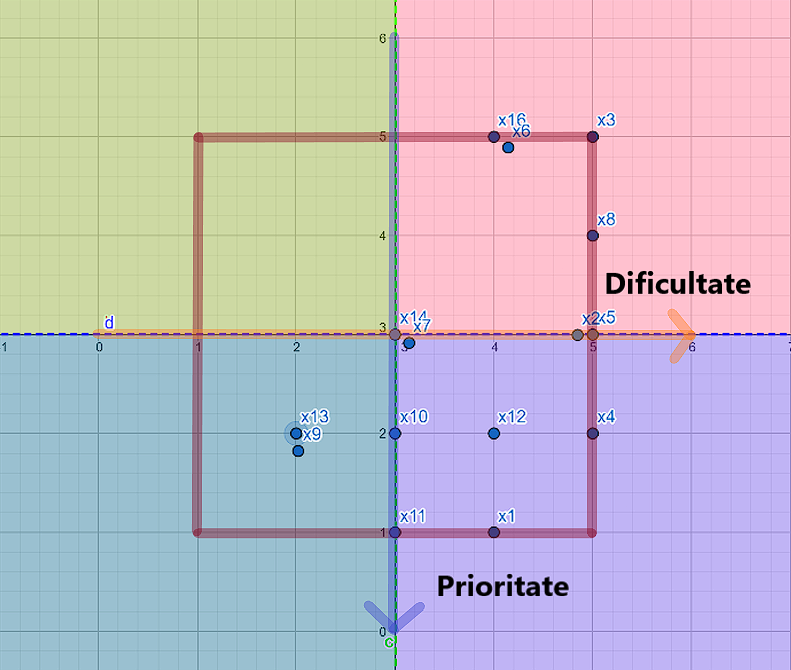 6
x16
x6
x3
5
x8
4
Dificultate
d
3
x14
x7
x2
x5
-1 0 1 2 3 4 5 6 7
x13
x9
x10
x12
x4
2
x11
x1
1
Prioritate
0
c